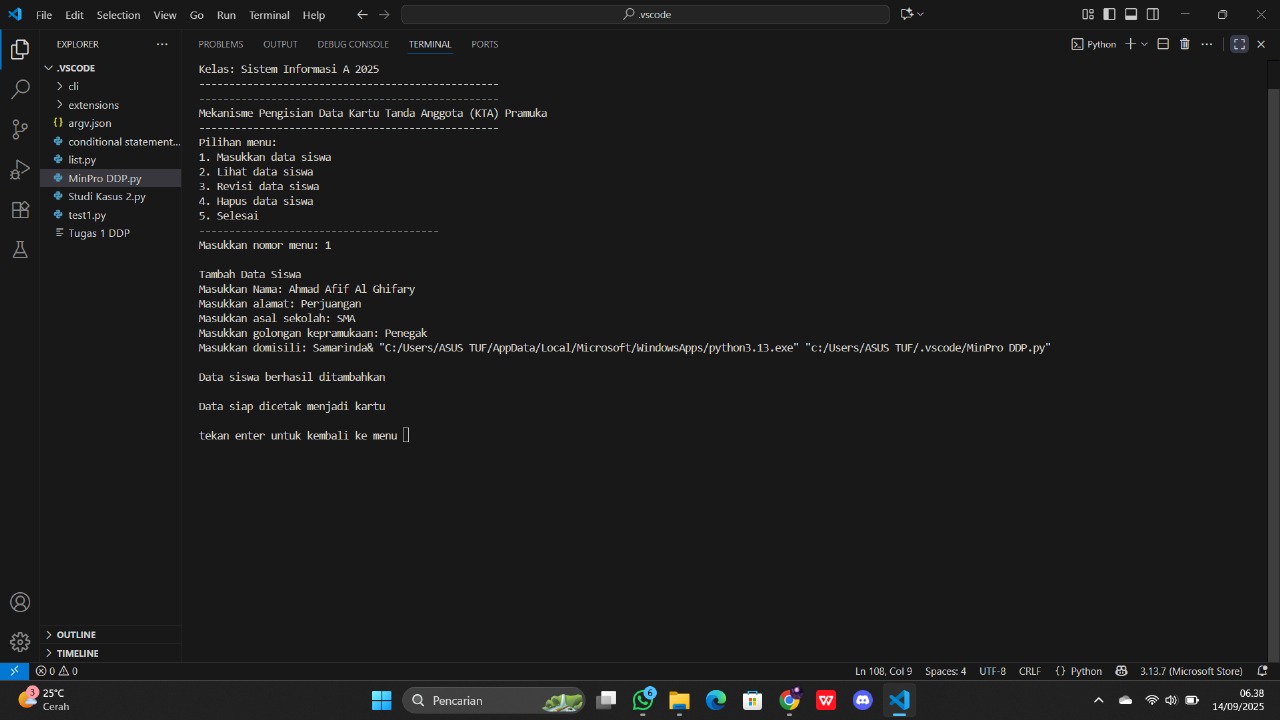 File Edit Selection View Go Run Terminal Help
.vscode
EXPLORER
.VSCODE
cli
extensions
argv.json
conditional statement...
list.py
MinPro DDP.py
Studi Kasus 2.py
test1.py
Tugas 1 DDP
OUTLINE
TIMELINE
PROBLEMS OUTPUT DEBUG CONSOLE TERMINAL PORTS
Python
Kelas: Sistem Informasi A 2025
--------------------------------------------------
--------------------------------------------------
Mekanisme Pengisian Data Kartu Tanda Anggota (KTA) Pramuka
--------------------------------------------------
Pilihan menu:
1. Masukkan data siswa
2. Lihat data siswa
3. Revisi data siswa
4. Hapus data siswa
5. Selesai
----------------------------------------
Masukkan nomor menu: 1
Tambah Data Siswa
Masukkan Nama: Ahmad Afif Al Ghifary
Masukkan alamat: Perjuangan
Masukkan asal sekolah: SMA
Masukkan golongan kepramukaan: Penegak
Masukkan domisili: Samarinda& "C:/Users/ASUS TUF/AppData/Local/Microsoft/WindowsApps/python3.13.exe" "c:/Users/ASUS TUF/.vscode/MinPro DDP.py"
Data siswa berhasil ditambahkan
Data siap dicetak menjadi kartu
tekan enter untuk kembali ke menu
0 0
Ln 108, Col 9 Spaces: 4 UTF-8 CRLF {} Python 3.13.7 (Microsoft Store)
3
25°C
Cerah
Pencarian
6
W
06.38
14/09/2025